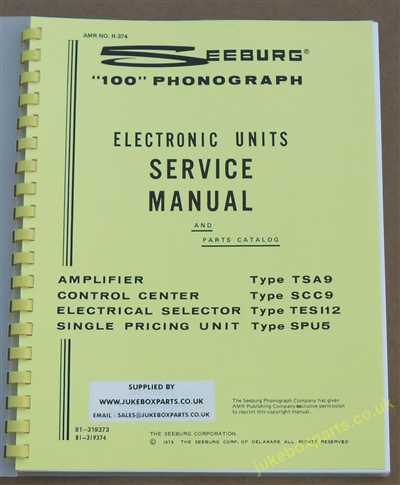 AMR NO. R-374
SEEBURG®
"100" PHONOGRAPH
ELECTRONIC UNITS
SERVICE
MANUAL
AND
PARTS CATALOG
AMPLIFIER Type TSA9
CONTROL CENTER Type SCC9
ELECTRICAL SELECTOR Type TESI12
SINGLE PRICING UNIT Type SPU5
SUPPLIED BY
WWW.JUKEBOXPARTS.CO.UK
EMAIL : SALES@JUKEBOXPARTS.CO.UK
The Seeburg Phonograph Company has given
AMR Publishing Company exclusive permission
to reprint this copyright manual.
81-319373
81-319374
THE SEEBURG CORPORATION.
© THE SEEBURG CORP. OF DELAWARE ALL RIGHTS RESERVED
jukeboxparts.co.uk